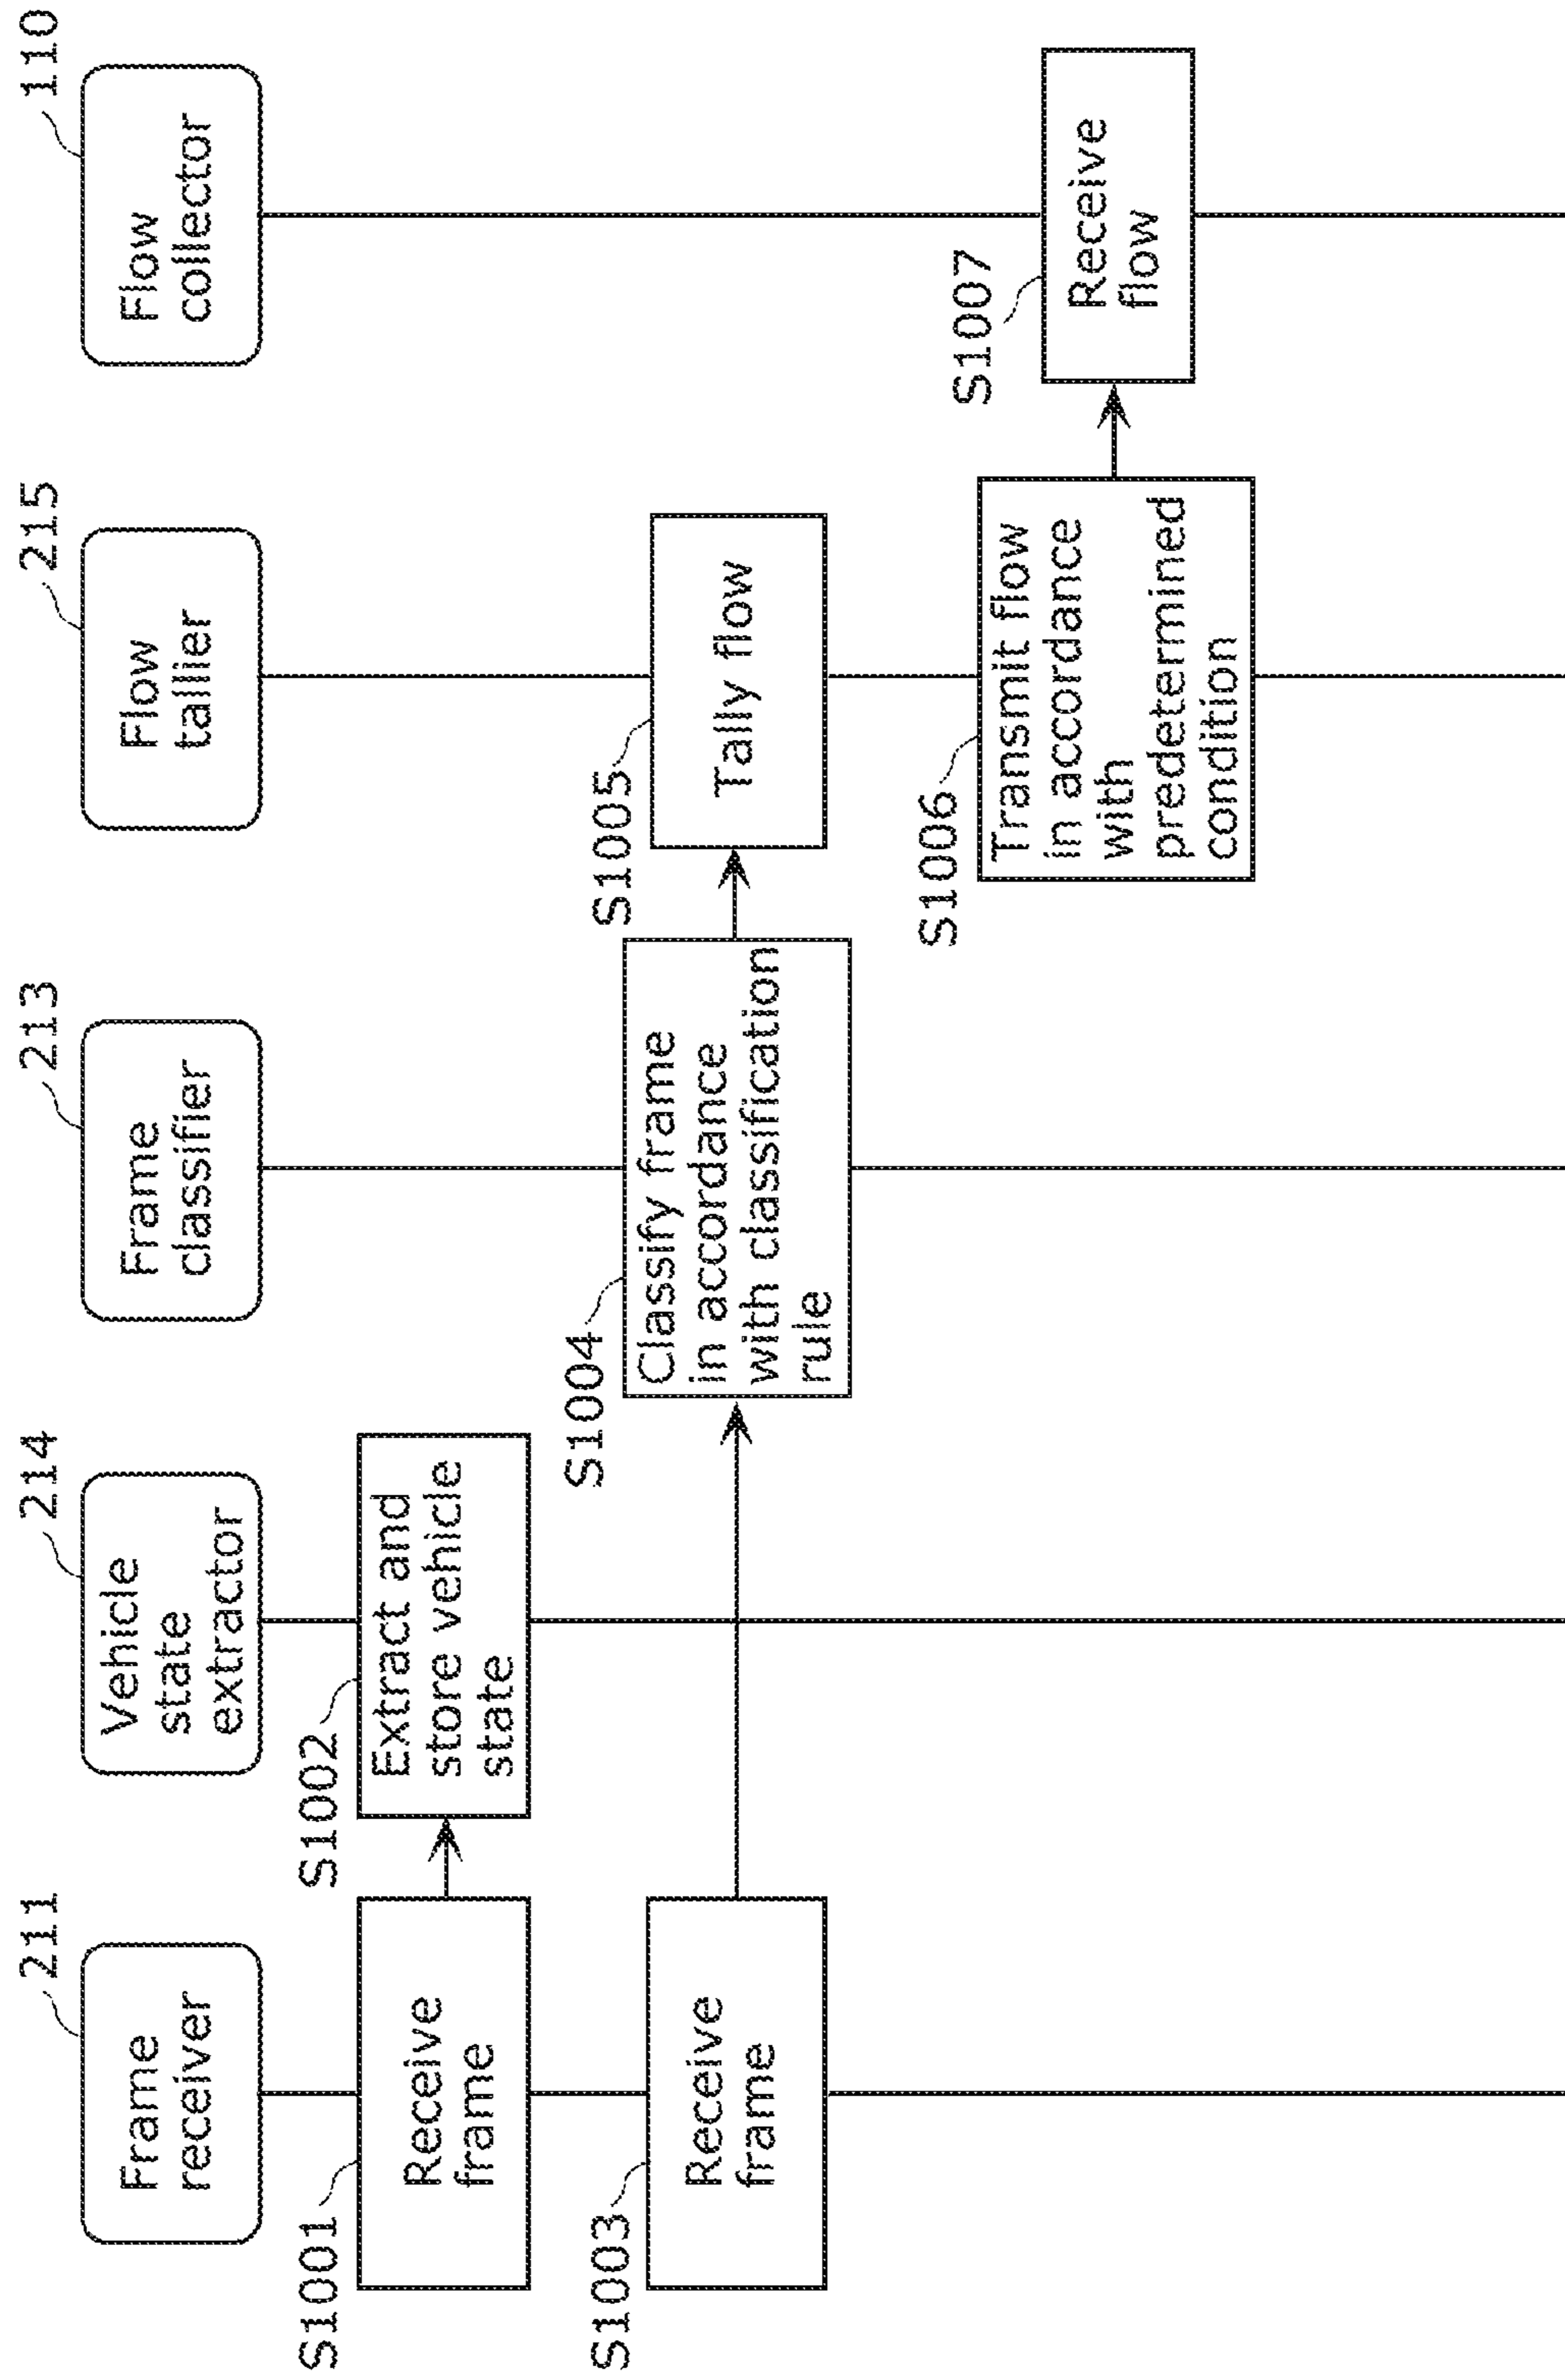 211
Frame
receiver
214
Vehicle
state
extractor
213
Frame
classifier
215
Flow
tallier
110
Flow
collector
S1001
Receive
frame
S1002
Extract and
store vehicle
state
S1003
Receive
frame
S1004
Classify frame
in accordance
with classification
rule
S1005
Tally flow
S1006
Transmit flow
in accordance
with
predetermined
condition
S1007
Receive
flow